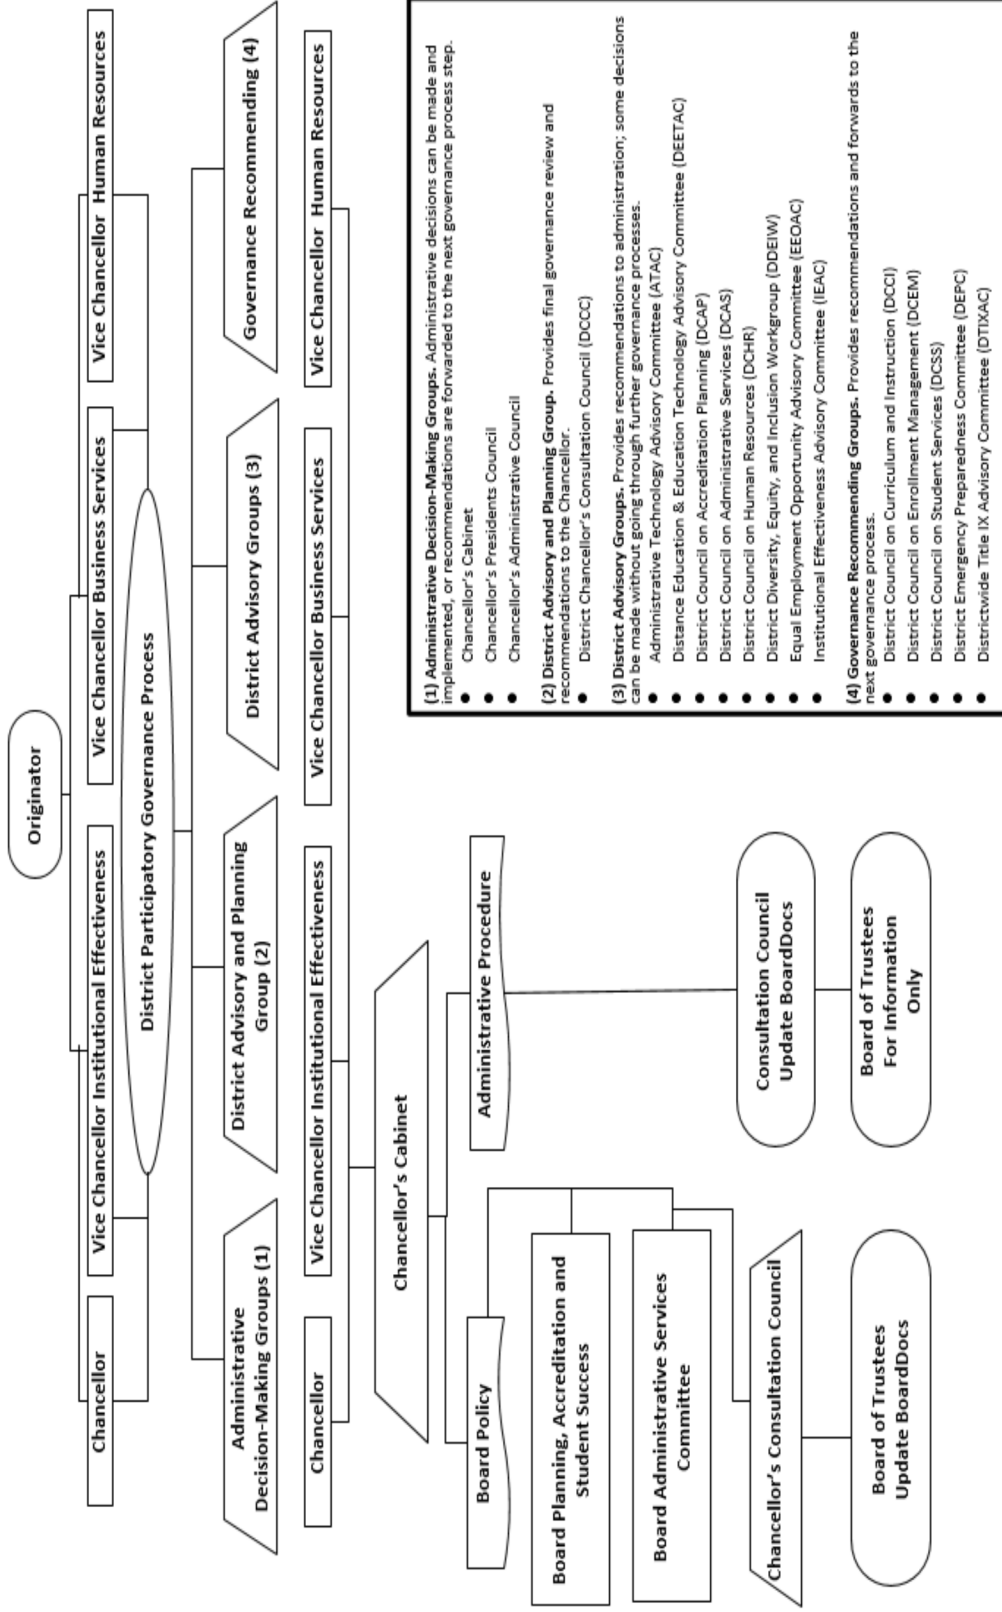 Originator
Chancellor
Vice Chancellor Institutional Effectiveness
Vice Chancellor Business Services
Vice Chancellor  Human Resources
District Participatory Governance Process
Administrative
Decision-Making Groups (1)
District Advisory and Planning
Group (2)
District Advisory Groups (3)
Governance Recommending (4)
Chancellor
Vice Chancellor Institutional Effectiveness
Vice Chancellor Business Services
Vice Chancellor  Human Resources
Chancellor’s Cabinet
Board Policy
Administrative Procedure
Board Planning, Accreditation and
Student Success
Board Administrative Services
Committee
Chancellor’s Consultation Council
Board of Trustees
Update BoardDocs
Consultation Council
Update BoardDocs
Board of Trustees
For Information
Only
(1) Administrative Decision-Making Groups. Administrative decisions can be made and
implemented, or recommendations are forwarded to the next governance process step.
● Chancellor’s Cabinet
● Chancellor’s Presidents Council
● Chancellor’s Administrative Council
(2) District Advisory and Planning Group. Provides final governance review and
recommendations to the Chancellor.
● District Chancellor’s Consultation Council (DCCC)
(3) District Advisory Groups. Provides recommendations to administration; some decisions
can be made without going through further governance processes.
● Administrative Technology Advisory Committee (ATAC)
● Distance Education & Education Technology Advisory Committee (DEETAC)
● District Council on Accreditation Planning (DCAP)
● District Council on Administrative Services (DCAS)
● District Council on Human Resources (DCHR)
● District Diversity, Equity, and Inclusion Workgroup (DDEIW)
● Equal Employment Opportunity Advisory Committee (EEOAC)
● Institutional Effectiveness Advisory Committee (IEAC)
(4) Governance Recommending Groups. Provides recommendations and forwards to the
next governance process.
● District Council on Curriculum and Instruction (DCCI)
● District Council on Enrollment Management (DCEM)
● District Council on Student Services (DCSS)
● District Emergency Preparedness Committee (DEPC)
● Districtwide Title IX Advisory Committee (DTIXAC)